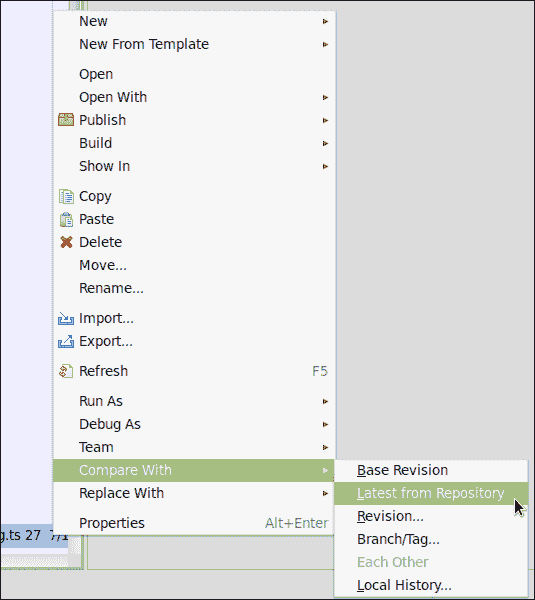 New
New From Template
Open
Open With
Publish
Build
Show In
Copy
Paste
Delete
Move...
Rename...
Import...
Export...
Refresh F5
Run As
Debug As
Team
Compare With
Replace With
Properties Alt+Enter
Base Revision
Latest from Repository
Revision...
Branch/Tag...
Each Other
Local History...
g.ts 27 7/1